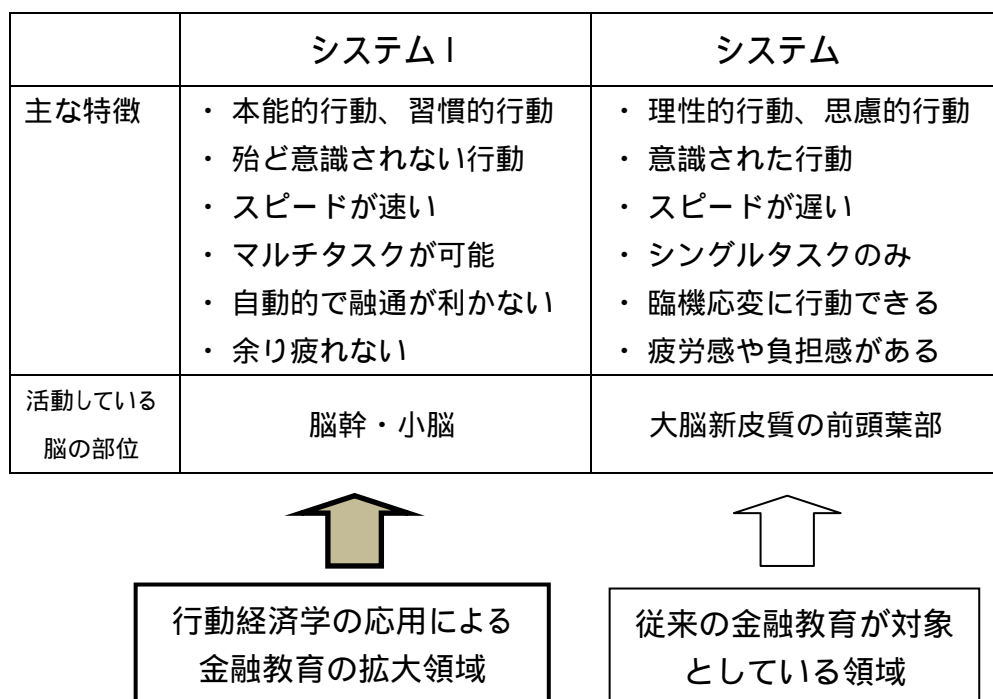 システムⅠ システム
主な特徴
・ 本能的行動、習慣的行動
・ 殆ど意識されない行動
・ スピードが速い
・ マルチタスクが可能
・ 自動的で融通が利かない
・ 余り疲れない
・ 理性的行動、思慮的行動
・ 意識された行動
・ スピードが遅い
・ シングルタスクのみ
・ 臨機応変に行動できる
・ 疲労感や負担感がある
活動している
脳の部位
脳幹・小脳
大脳新皮質の前頭葉部
行動経済学の応用による
金融教育の拡大領域
従来の金融教育が対象
としている領域